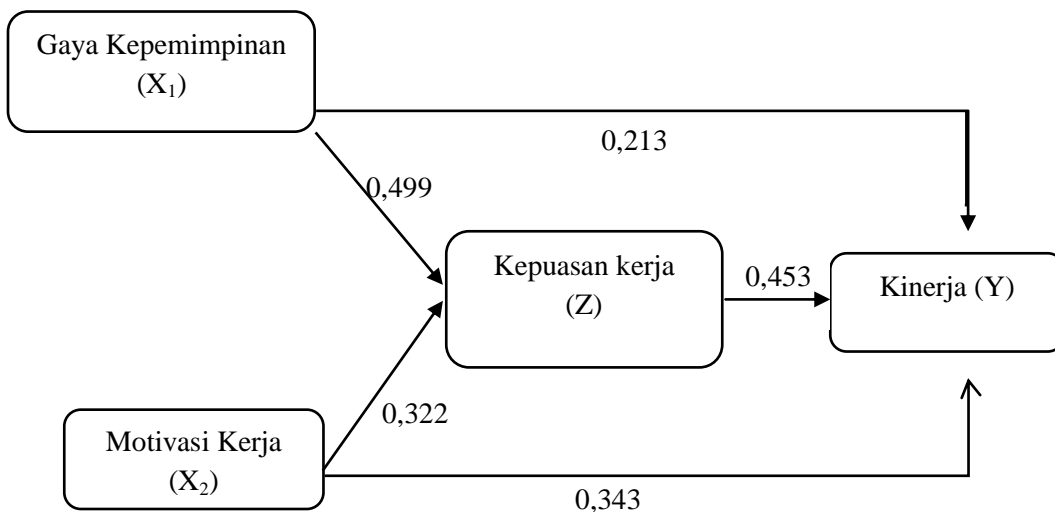 Gaya Kepemimpinan
(X₁)
0,213
0,499
Kepuasan kerja
(Z)
0,453
Kinerja (Y)
0,322
Motivasi Kerja
(X₂)
0,343